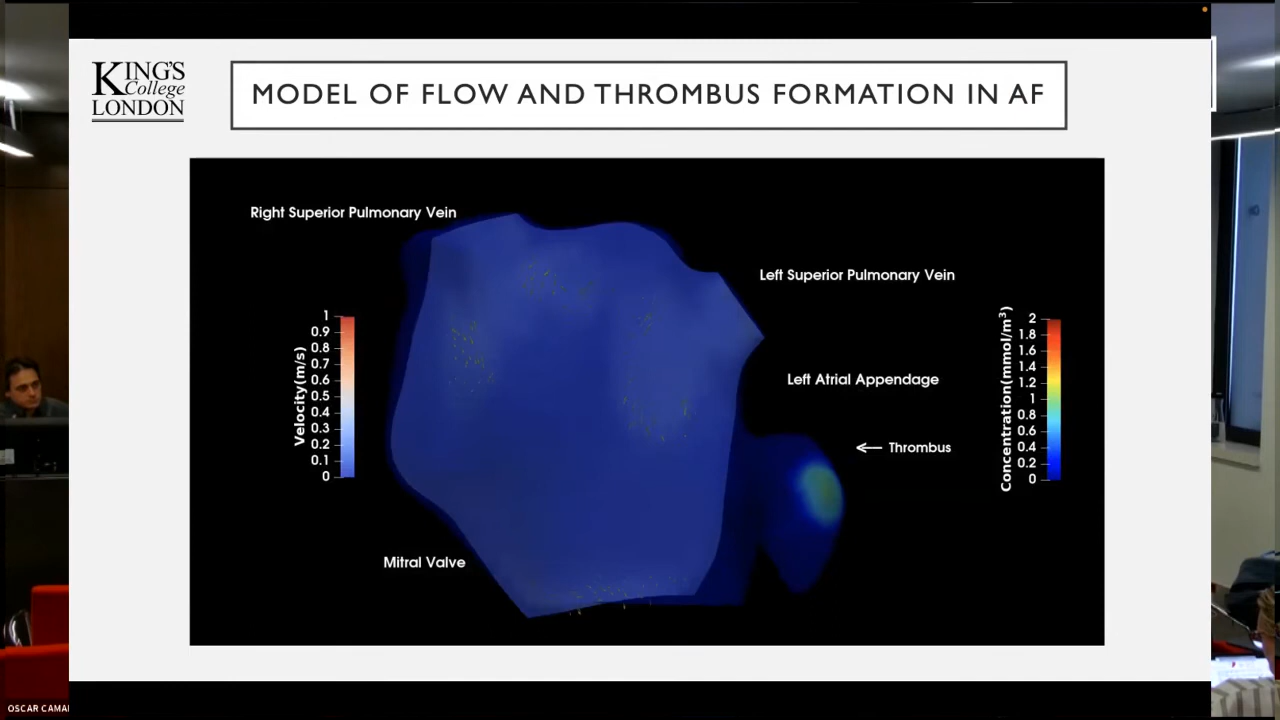 KING'S
College
LONDON
MODEL OF FLOW AND THROMBUS FORMATION IN AF
Right Superior Pulmonary Vein
Left Superior Pulmonary Vein
Left Atrial Appendage
Thrombus
Mitral Valve
Velocity(m/s)
1
0.9
0.8
0.7
0.6
0.5
0.4
0.3
0.2
0.1
0
Concentration(mmol/m³)
2
1.8
1.6
1.4
1.2
1
0.8
0.6
0.4
0.2
0
OSCAR CAMA